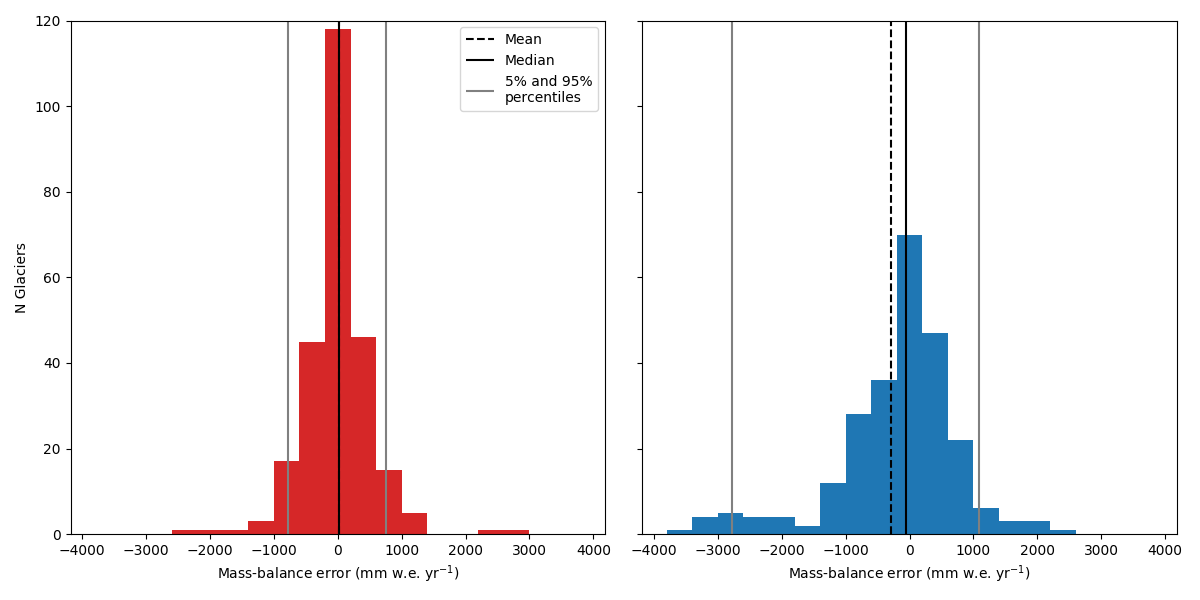 120
100
80
60
40
20
0
N Glaciers
Mean
Median
5% and 95%
percentiles
−4000 −3000 −2000 −1000 0 1000 2000 3000 4000
Mass-balance error (mm w.e. yr⁻¹)
−4000 −3000 −2000 −1000 0 1000 2000 3000 4000
Mass-balance error (mm w.e. yr⁻¹)